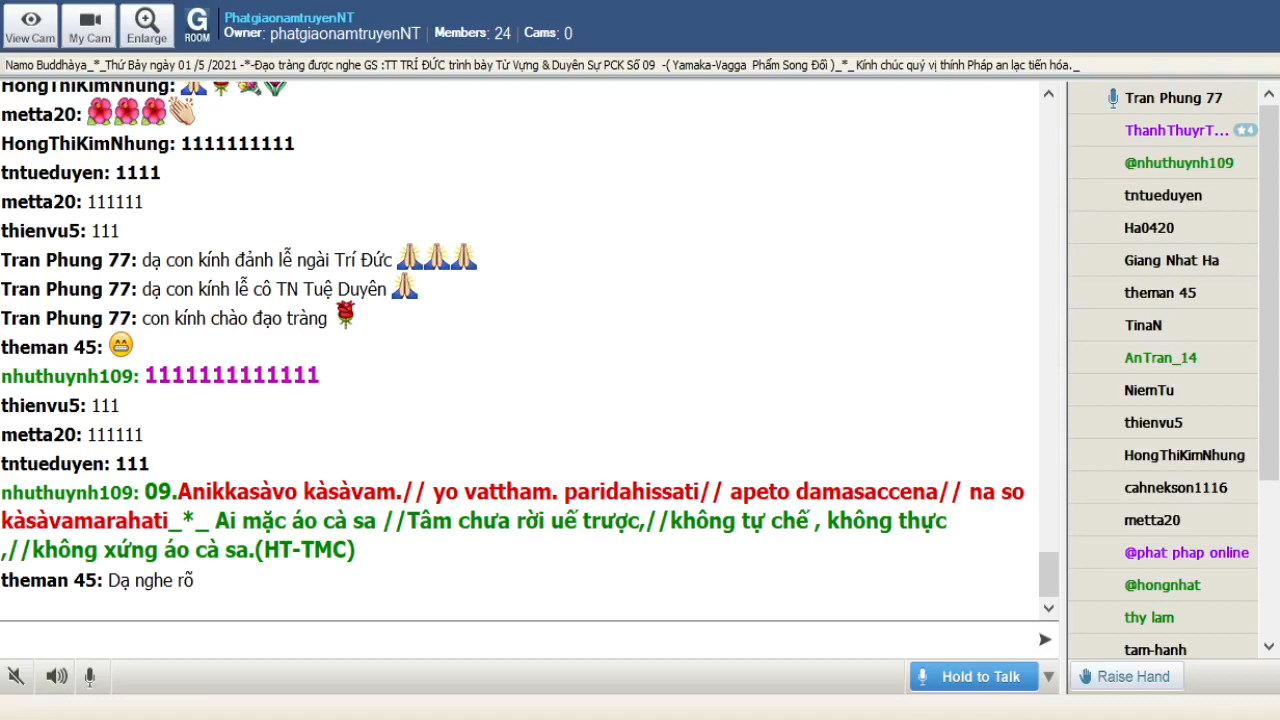 View Cam
My Cam
Enlarge
G
ROOM
PhatgiaonamtruyenNT
Owner: phatgiaonamtruyenNT | Members: 24 | Cams: 0
Namo Buddhàya_*_Thứ Bảy ngày 01 /5 /2021 -*-Đạo tràng được nghe GS :TT TRÍ ĐỨC trình bày Từ Vựng & Duyên Sự PCK Số 09 -( Yamaka-Vagga Phẩm Song Đối )_*_ Kính chúc quý vị thính Pháp an lạc tiến hóa._
HongThiKimNhung:
metta20:
HongThiKimNhung: 1111111111
tntueduyen: 1111
metta20: 111111
thienvu5: 111
Tran Phung 77: dạ con kính đảnh lễ ngài Trí Đức
Tran Phung 77: dạ con kính lễ cô TN Tuệ Duyên
Tran Phung 77: con kính chào đạo tràng
theman 45:
nhuthuynh109: 1111111111111
thienvu5: 111
metta20: 111111
tntueduyen: 111
nhuthuynh109: 09.Anikkasàvo kàsàvam.// yo vattham. paridahissati// apeto damasaccena// na so
kàsàvamarahati_*_ Ai mặc áo cà sa //Tâm chưa rời uế trược,//không tự chế , không thực
,//không xứng áo cà sa.(HT-TMC)
theman 45: Dạ nghe rõ
Hold to Talk
Tran Phung 77
ThanhThuyrT... 4
@nhuthuynh109
tntueduyen
Ha0420
Giang Nhat Ha
theman 45
TinaN
AnTran_14
NiemTu
thienvu5
HongThiKimNhung
cahnekson1116
metta20
@phat phap online
@hongnhat
thy lam
tam-hanh
Raise Hand